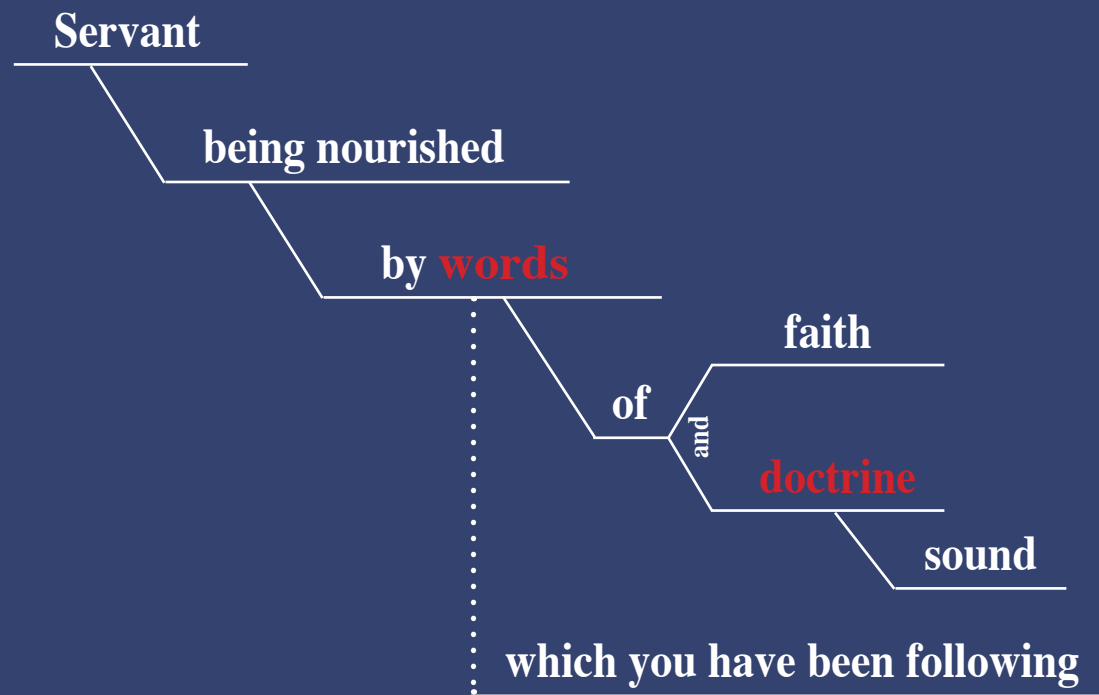 Servant
being nourished
by words
faith
of
and
doctrine
sound
which you have been following